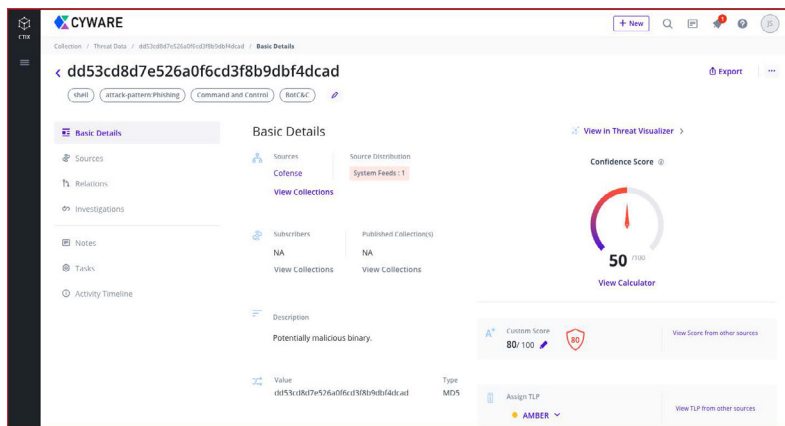 CTIX
CYWARE
+ New
1
?
JS
Collection / Threat Data / dd53cd8d7e526a0f6cd3f8b9dbf4dcad / Basic Details
dd53cd8d7e526a0f6cd3f8b9dbf4dcad
Export
shell
attack-pattern:Phishing
Command and Control
BotC&C
Basic Details
Sources
Relations
Investigations
Notes
Tasks
Activity Timeline
Basic Details
Sources
Source Distribution
Cofense
System Feeds : 1
View Collections
Subscribers
Published Collection(s)
NA
NA
View Collections
View Collections
Description
Potentially malicious binary.
Value
Type
dd53cd8d7e526a0f6cd3f8b9dbf4dcad
MD5
View in Threat Visualizer >
Confidence Score
50 /100
View Calculator
A+
Custom Score
80/ 100
80
View Score from other sources
Assign TLP
AMBER
View TLP from other sources